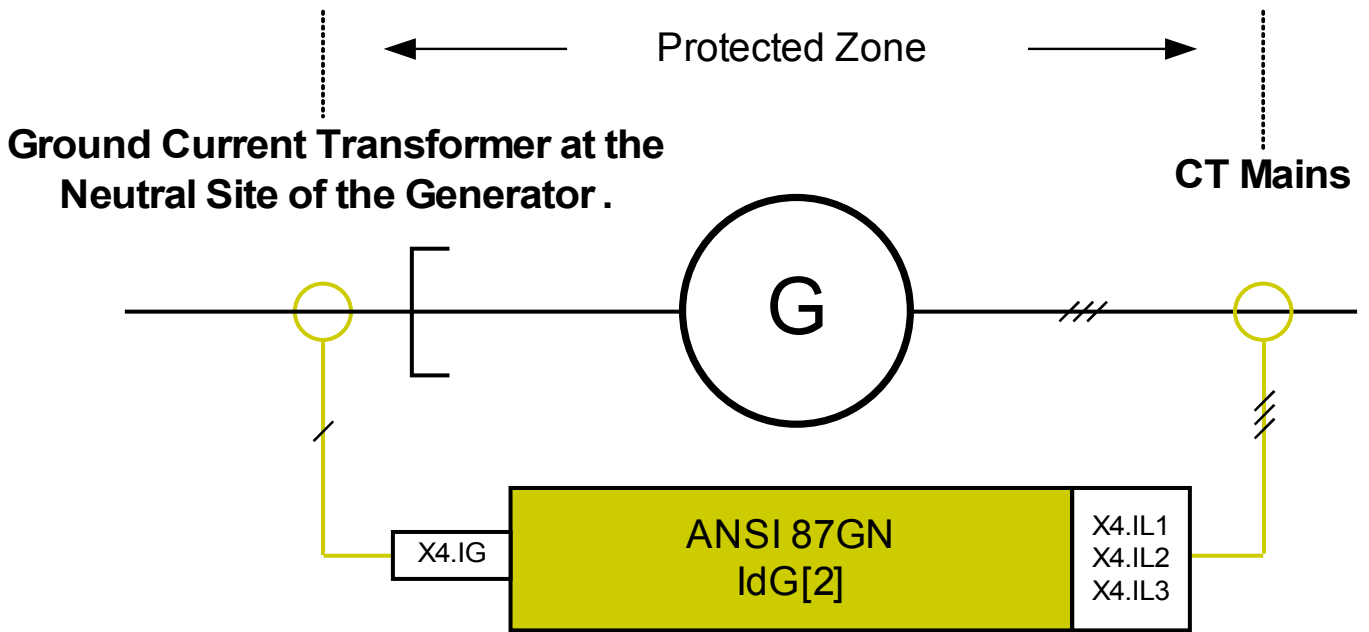 Protected Zone
Ground Current Transformer at the
Neutral Site of the Generator .
CT Mains
G
X4.IG
ANSI 87GN
IdG[2]
X4.IL1
X4.IL2
X4.IL3